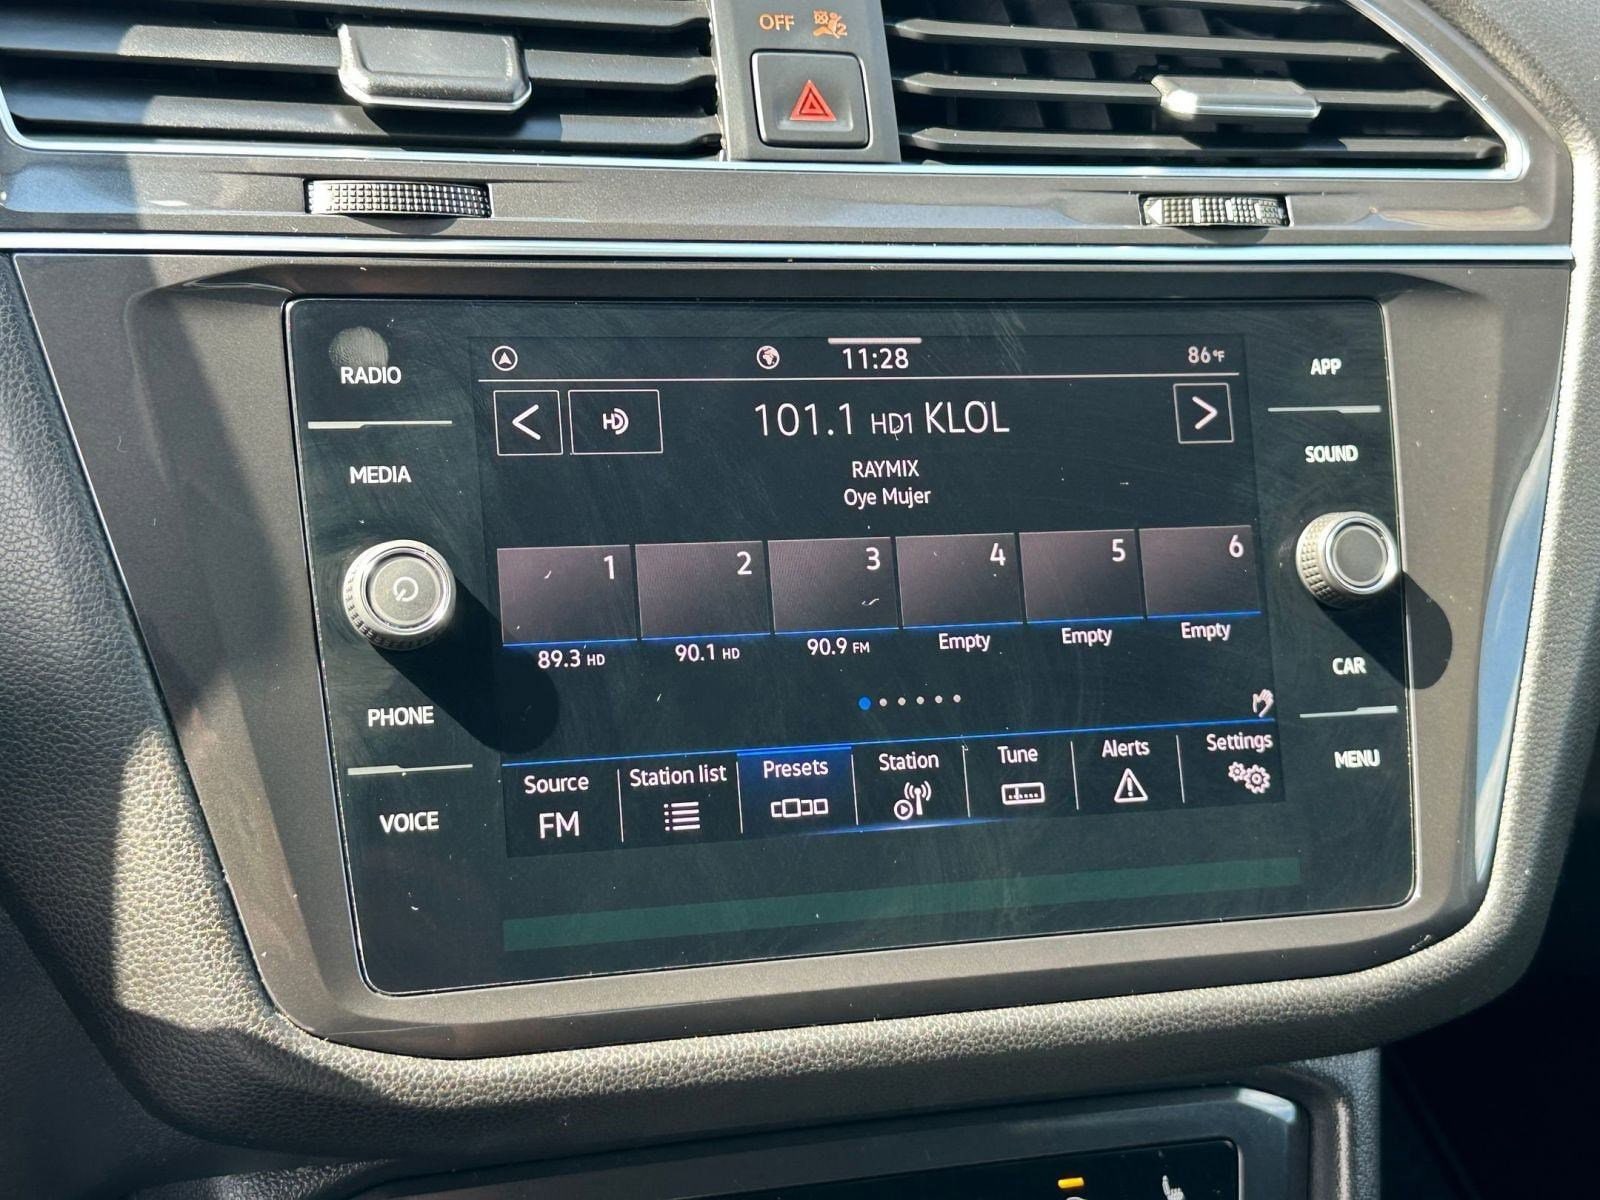 OFF
RADIO
MEDIA
PHONE
VOICE
11:28
86°F
HD
101.1 HD1 KLOL
RAYMIX
Oye Mujer
1 2 3 4 5 6
89.3 HD 90.1 HD 90.9 FM Empty Empty Empty
Source Station list Presets Station Tune Alerts Settings
FM
APP
SOUND
CAR
MENU